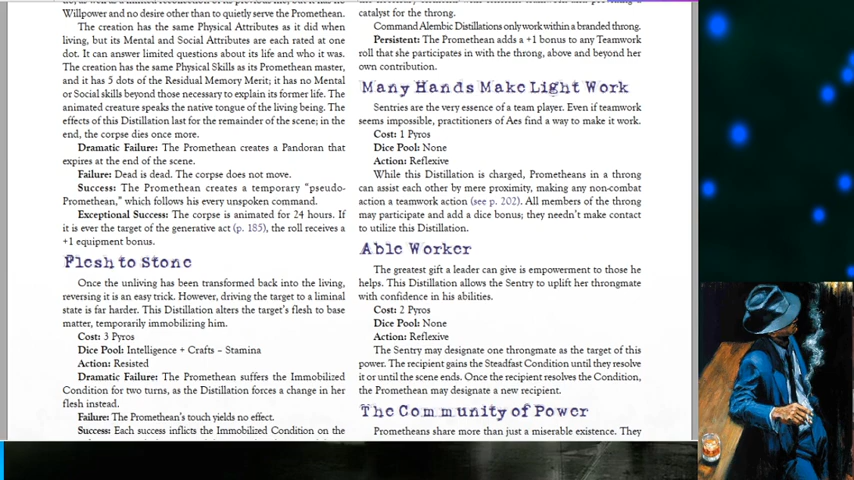 Willpower and no desire other than to quietly serve the Promethean.
The creation has the same Physical Attributes as it did when
living, but its Mental and Social Attributes are each rated at one
dot. It can answer limited questions about its life and who it was.
The creation has the same Physical Skills as its Promethean master,
and it has 5 dots of the Residual Memory Merit; it has no Mental
or Social skills beyond those necessary to explain its former life. The
animated creature speaks the native tongue of the living being. The
effects of this Distillation last for the remainder of the scene; in the
end, the corpse dies once more.
Dramatic Failure: The Promethean creates a Pandoran that
expires at the end of the scene.
Failure: Dead is dead. The corpse does not move.
Success: The Promethean creates a temporary “pseudo-
Promethean,” which follows his every unspoken command.
Exceptional Success: The corpse is animated for 24 hours. If
it is ever the target of the generative act (p. 185), the roll receives a
+1 equipment bonus.
Flesh to Stone
Once the unliving has been transformed back into the living,
reversing it is an easy trick. However, driving the target to a liminal
state is far harder. This Distillation alters the target’s flesh to base
matter, temporarily immobilizing him.
Cost: 3 Pyros
Dice Pool: Intelligence + Crafts – Stamina
Action: Resisted
Dramatic Failure: The Promethean suffers the Immobilized
Condition for two turns, as the Distillation forces a change in her
flesh instead.
Failure: The Promethean’s touch yields no effect.
Success: Each success inflicts the Immobilized Condition on the
catalyst for the throng.
Command Alembic Distillations only work within a branded throng.
Persistent: The Promethean adds a +1 bonus to any Teamwork
roll that she participates in with the throng, above and beyond her
own contribution.
Many Hands Make Light Work
Sentries are the very essence of a team player. Even if teamwork
seems impossible, practitioners of Aes find a way to make it work.
Cost: 1 Pyros
Dice Pool: None
Action: Reflexive
While this Distillation is charged, Prometheans in a throng
can assist each other by mere proximity, making any non-combat
action a teamwork action (see p. 202). All members of the throng
may participate and add a dice bonus; they needn’t make contact
to utilize this Distillation.
Able Worker
The greatest gift a leader can give is empowerment to those he
helps. This Distillation allows the Sentry to uplift her throngmate
with confidence in his abilities.
Cost: 2 Pyros
Dice Pool: None
Action: Reflexive
The Sentry may designate one throngmate as the target of this
power. The recipient gains the Steadfast Condition until they resolve
it or until the scene ends. Once the recipient resolves the Condition,
the Promethean may designate a new recipient.
The Community of Power
Prometheans share more than just a miserable existence. They